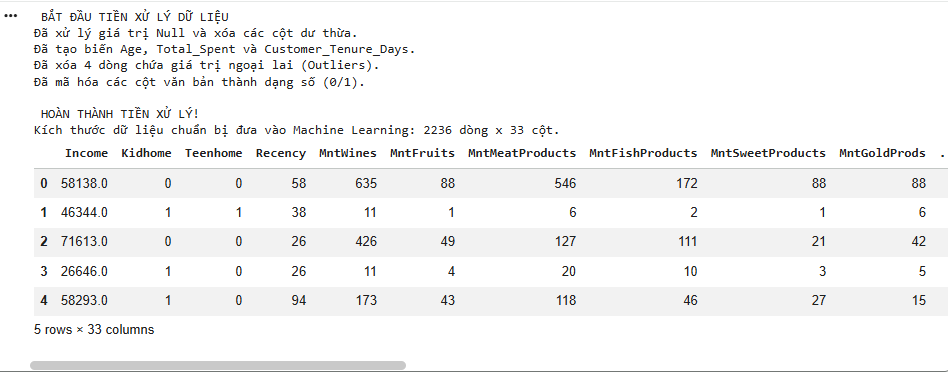 •••
BẮT ĐẦU TIỀN XỬ LÝ DỮ LIỆU
Đã xử lý giá trị Null và xóa các cột dư thừa.
Đã tạo biến Age, Total_Spent và Customer_Tenure_Days.
Đã xóa 4 dòng chứa giá trị ngoại lai (Outliers).
Đã mã hóa các cột văn bản thành dạng số (0/1).
HOÀN THÀNH TIỀN XỬ LÝ!
Kích thước dữ liệu chuẩn bị đưa vào Machine Learning: 2236 dòng x 33 cột.
Income Kidhome Teenhome Recency MntWines MntFruits MntMeatProducts MntFishProducts MntSweetProducts MntGoldProds .
0 58138.0 0 0 58 635 88 546 172 88 88
1 46344.0 1 1 38 11 1 6 2 1 6
2 71613.0 0 0 26 426 49 127 111 21 42
3 26646.0 1 0 26 11 4 20 10 3 5
4 58293.0 1 0 94 173 43 118 46 27 15
5 rows × 33 columns